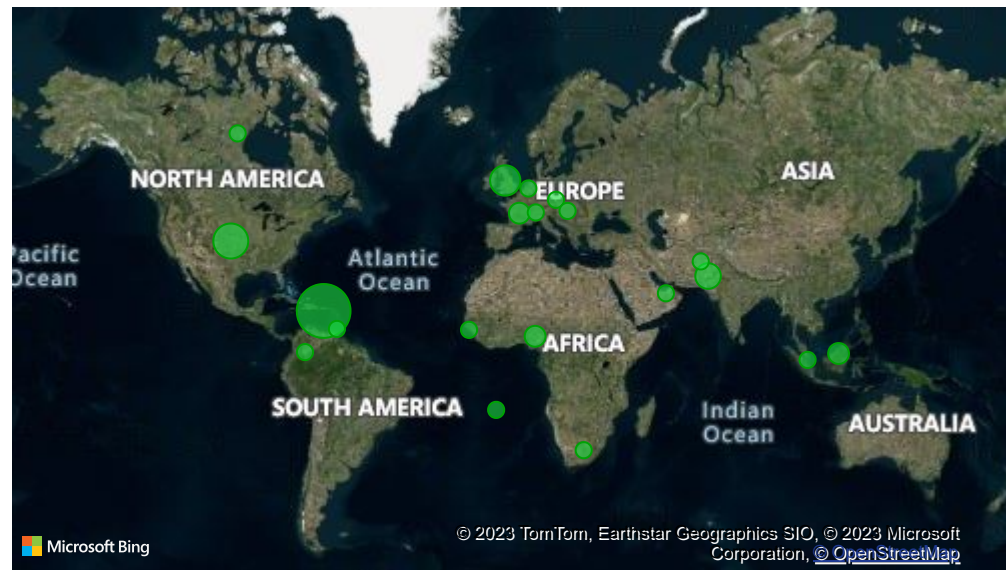 NORTH AMERICA
EUROPE
ASIA
Pacific
Ocean
Atlantic
Ocean
AFRICA
SOUTH AMERICA
Indian
Ocean
AUSTRALIA
Microsoft Bing
© 2023 TomTom, Earthstar Geographics SIO, © 2023 Microsoft
Corporation, © OpenStreetMap